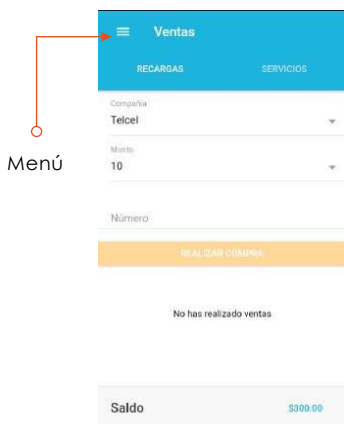 Ventas
RECARGAS SERVICIOS
Compañía
Telcel
Menú
Monto
10
Número
REALIZAR COMPRA
No has realizado ventas
Saldo $300.00